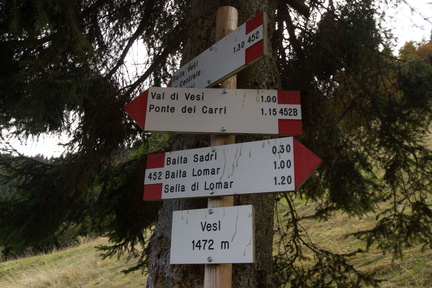 1.30 452
Val di Vesi 1.00
Ponte dei Carri 1.15 452B
Baita Sadri 0.30
452 Baita Lomar 1.00
Sella di Lomar 1.20
Vesi
1472 m